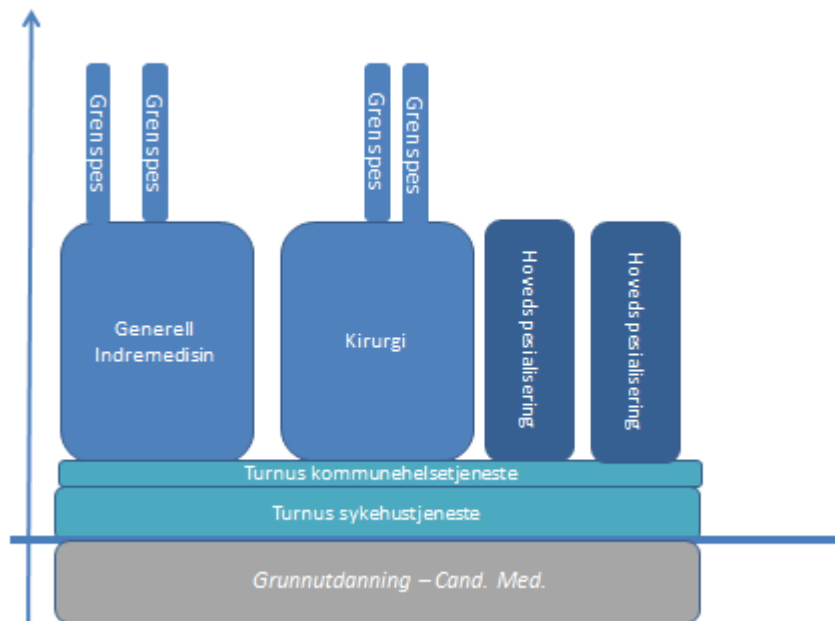 Gren spes
Gren spes
Gren spes
Gren spes
Generell
Indremedisin
Kirurgi
Hovedspesialisering
Hovedspesialisering
Turnus kommunehelsetjeneste
Turnus sykehustjeneste
Grunnutdanning – Cand. Med.